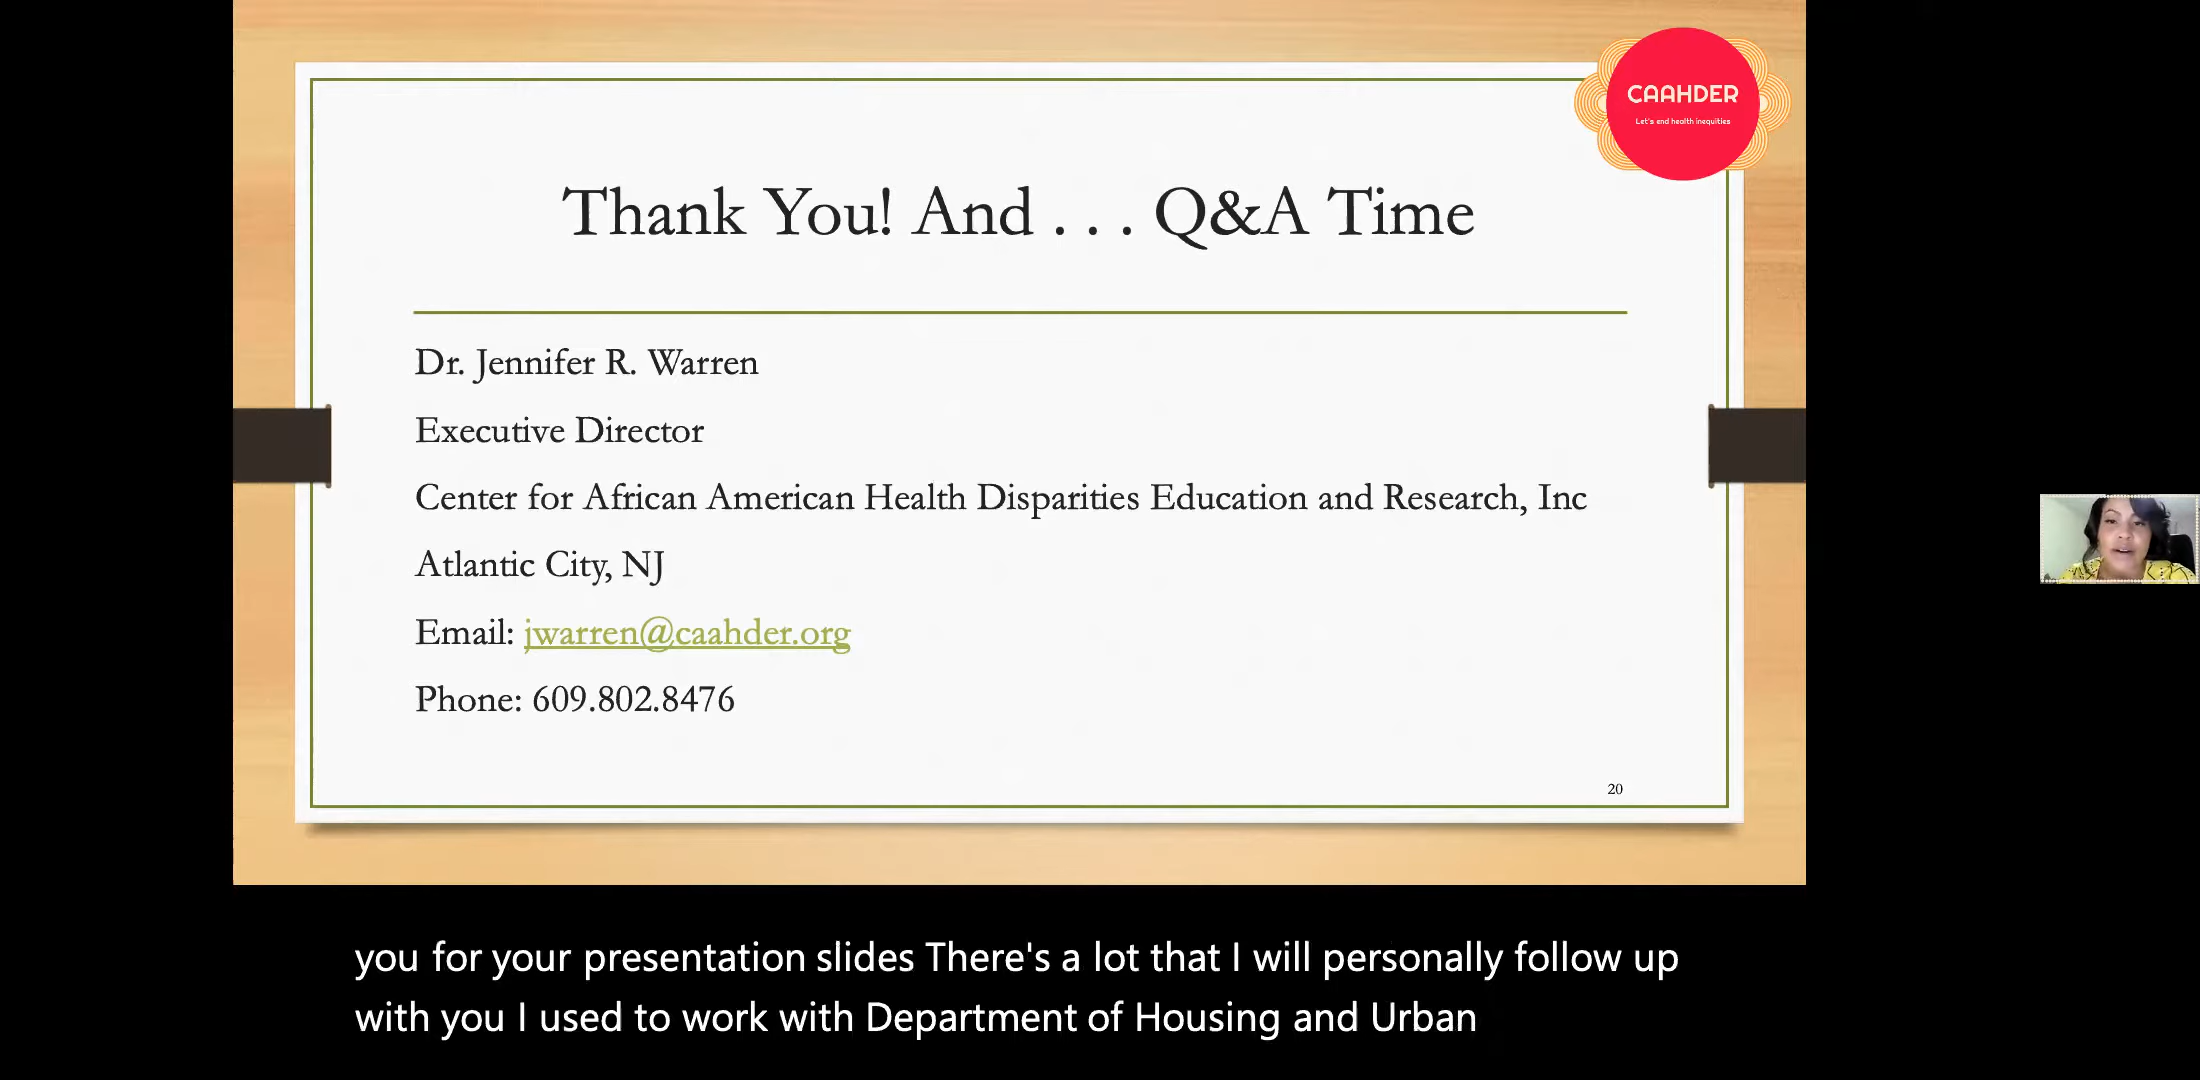 CAAHDER
Let's end health inequities
Thank You! And . . . Q&A Time
Dr. Jennifer R. Warren
Executive Director
Center for African American Health Disparities Education and Research, Inc
Atlantic City, NJ
Email: jwarren@caahder.org
Phone: 609.802.8476
20
you for your presentation slides There's a lot that I will personally follow up
with you I used to work with Department of Housing and Urban